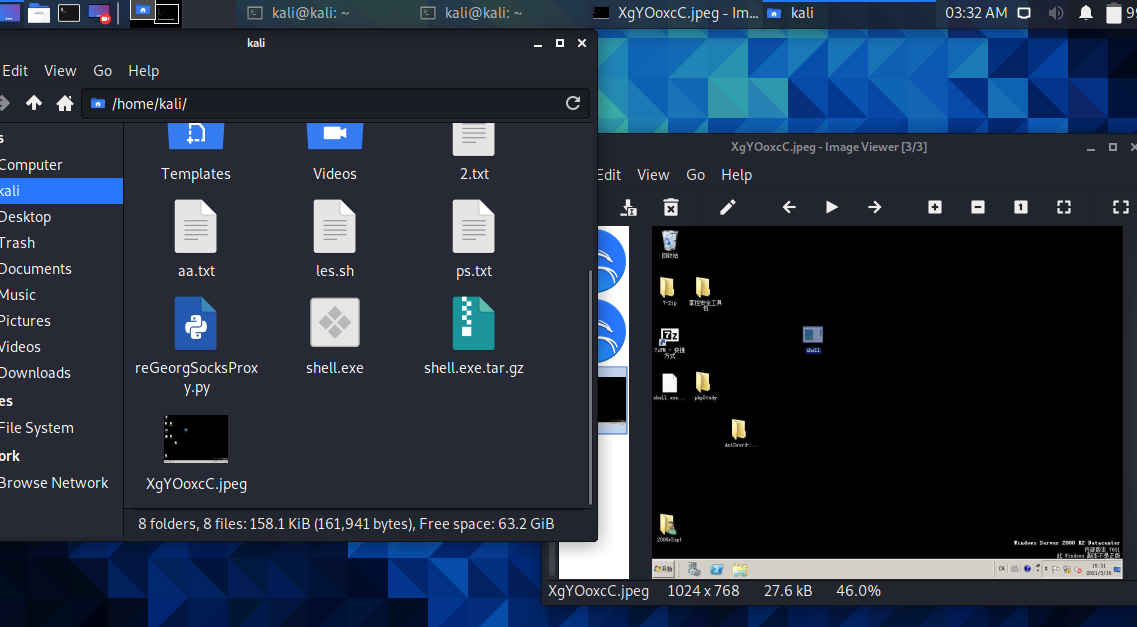 kali@kali: ~
kali@kali: ~
XgYOoxcC.jpeg - Im...
kali
03:32 AM
99
kali
Edit
View
Go
Help
/home/kali/
s
Computer
kali
Desktop
Trash
Documents
Music
Pictures
Videos
Downloads
es
File System
ork
Browse Network
Templates
Videos
2.txt
aa.txt
les.sh
ps.txt
reGeorgSocksProx
y.py
shell.exe
shell.exe.tar.gz
XgYOoxcC.jpeg
8 folders, 8 files: 158.1 KiB (161,941 bytes), Free space: 63.2 GiB
XgYOoxcC.jpeg - Image Viewer [3/3]
Edit
View
Go
Help
回收站
7-Zip
掌控安全工具
包
7zFM - 快捷
方式
shell
shell.exe...
phpStudy
AntSword-...
2008r2sp1
Windows Server 2008 R2 Datacenter
内部版本 7601
此 Windows 副本不是正版
开始
15:31
2021/3/16
XgYOoxcC.jpeg
1024 x 768
27.6 kB
46.0%